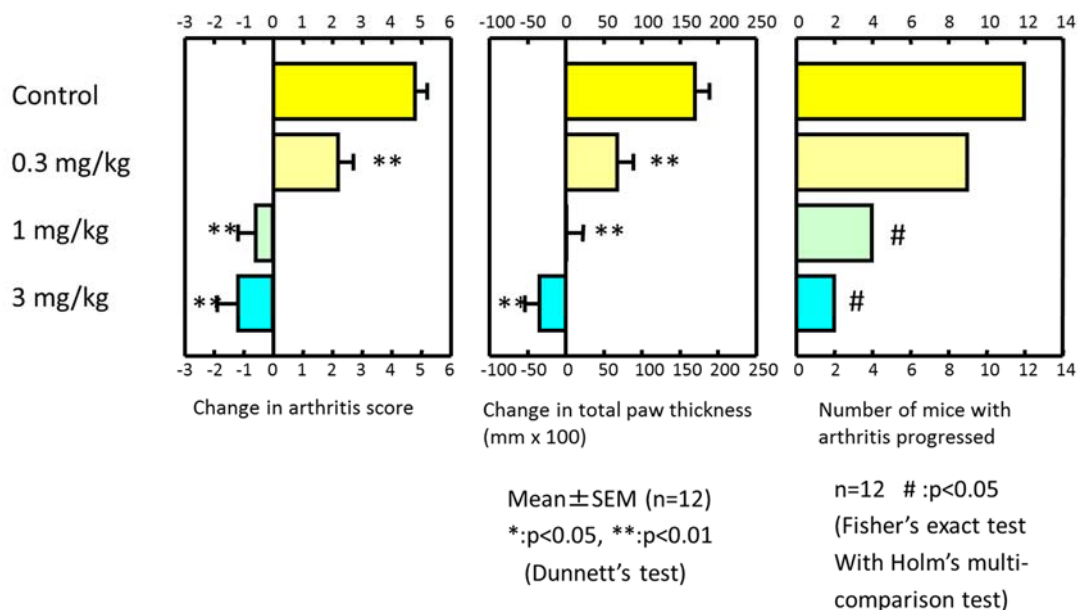 -3 -2 -1 0 1 2 3 4 5 6
-100 -50 0 50 100 150 200 250
0 2 4 6 8 10 12 14
Control
0.3 mg/kg
**
**
1 mg/kg
**
**
#
3 mg/kg
**
**
#
-3 -2 -1 0 1 2 3 4 5 6
-100 -50 0 50 100 150 200 250
0 2 4 6 8 10 12 14
Change in arthritis score
Change in total paw thickness
(mm x 100)
Number of mice with
arthritis progressed
Mean±SEM (n=12)
*:p<0.05, **:p<0.01
(Dunnett's test)
n=12 # :p<0.05
(Fisher's exact test
With Holm's multi-
comparison test)